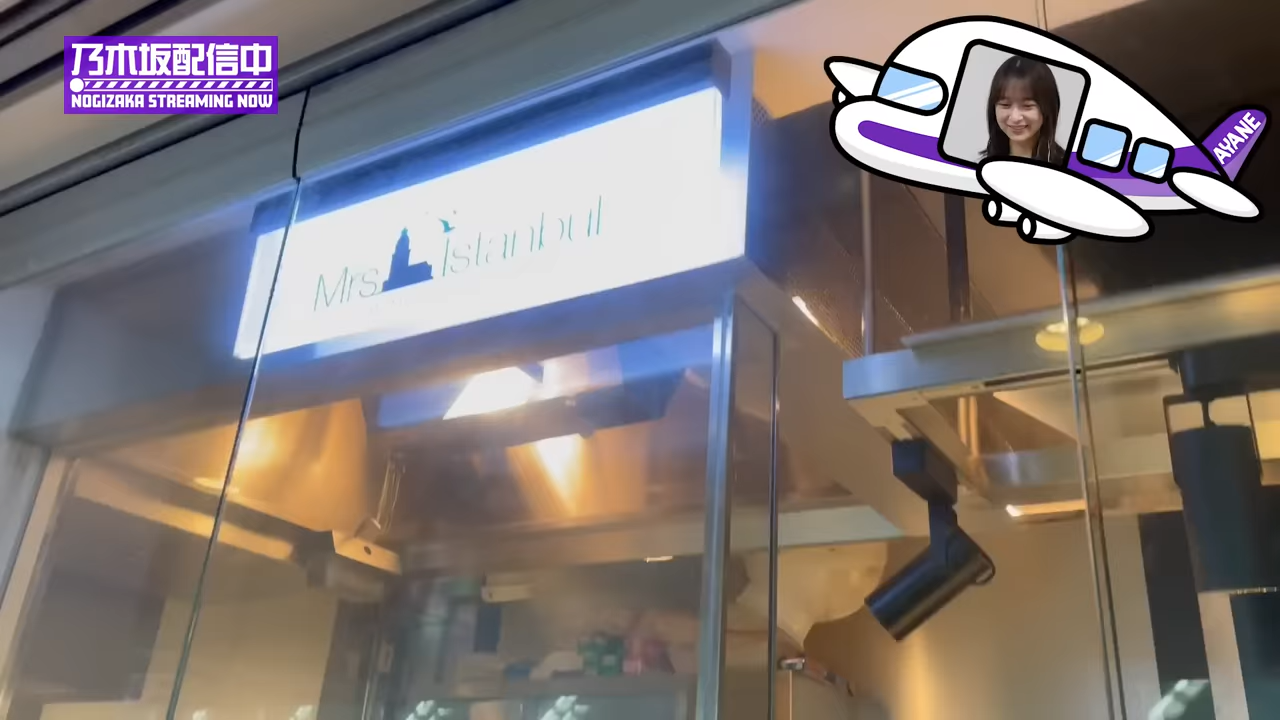 乃木坂配信中
NOGIZAKA STREAMING NOW
AYANE
Mrs. Istanbul